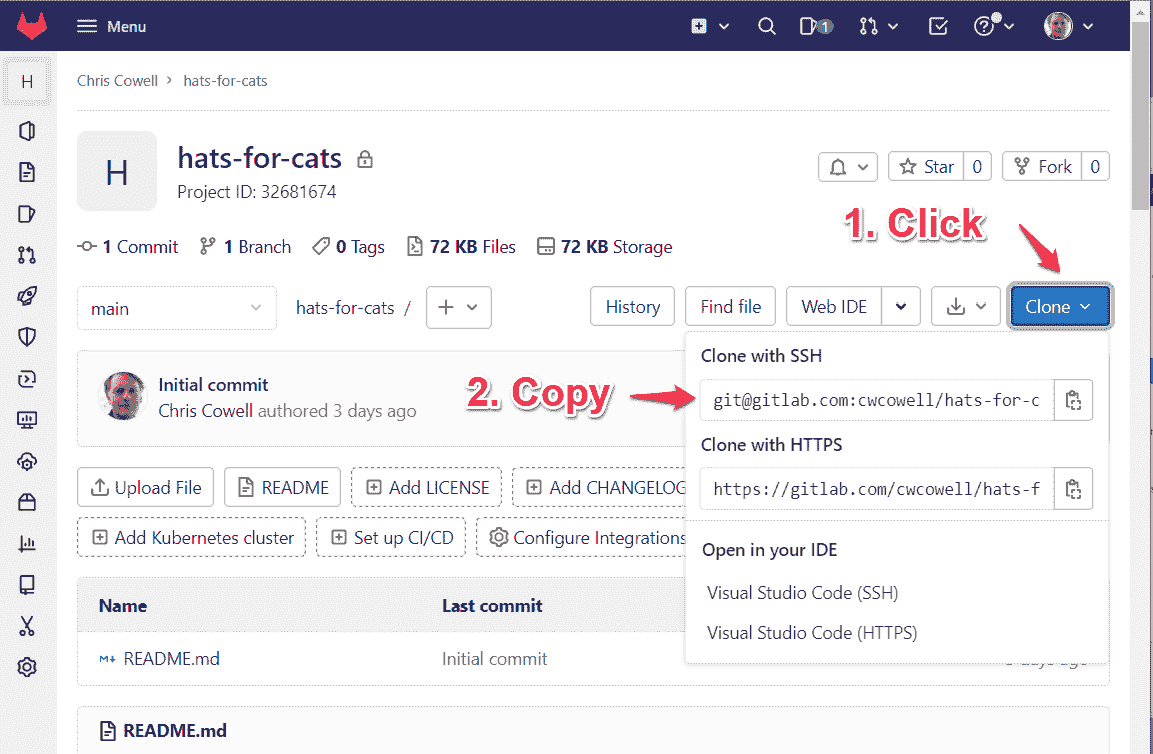 Menu
1
H
Chris Cowell > hats-for-cats
H
hats-for-cats
Project ID: 32681674
Star 0
Fork 0
1. Click
1 Commit 1 Branch 0 Tags 72 KB Files 72 KB Storage
main
hats-for-cats /
History
Find file
Web IDE
Clone
Initial commit
Chris Cowell authored 3 days ago
2. Copy
Clone with SSH
git@gitlab.com:cwcowell/hats-for-c
Clone with HTTPS
https://gitlab.com/cwcowell/hats-f
Open in your IDE
Visual Studio Code (SSH)
Visual Studio Code (HTTPS)
Upload File
README
Add LICENSE
Add CHANGELOG
Add Kubernetes cluster
Set up CI/CD
Configure Integrations
Name Last commit
README.md Initial commit
README.md